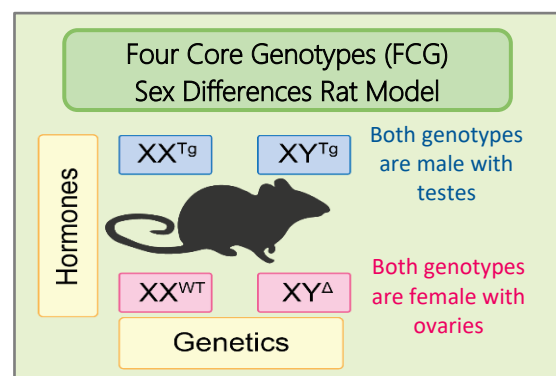 Four Core Genotypes (FCG)
Sex Differences Rat Model
Hormones
XXᵀᵍ
XYᵀᵍ
Both genotypes
are male with
testes
XXᵂᵀ
XY^Δ
Both genotypes
are female with
ovaries
Genetics